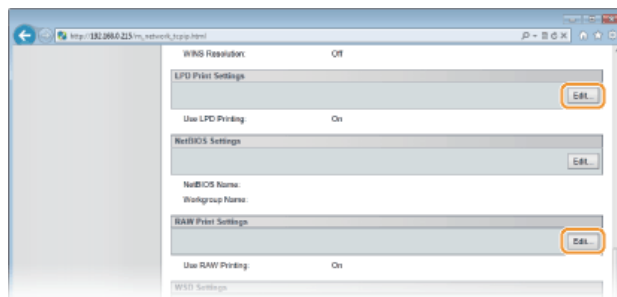 http://192.168.0.215/m_network_tcpip.html
WINS Resolution: Off
LPD Print Settings
Edit...
Use LPD Printing: On
NetBIOS Settings
Edit...
NetBIOS Name:
Workgroup Name:
RAW Print Settings
Edit...
Use RAW Printing: On
WSD Settings